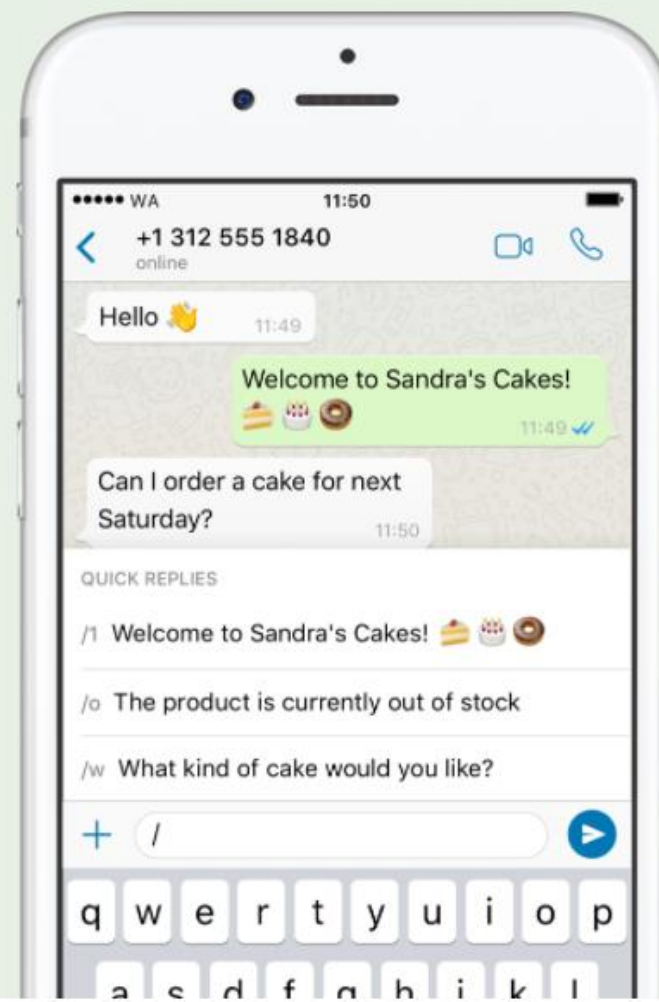 WA 11:50
+1 312 555 1840
online
Hello 👋 11:49
Welcome to Sandra's Cakes!
🍰 🎂 🍩 11:49
Can I order a cake for next
Saturday? 11:50
QUICK REPLIES
/1 Welcome to Sandra's Cakes! 🍰 🎂 🍩
/o The product is currently out of stock
/w What kind of cake would you like?
/
q w e r t y u i o p
a s d f g h j k l